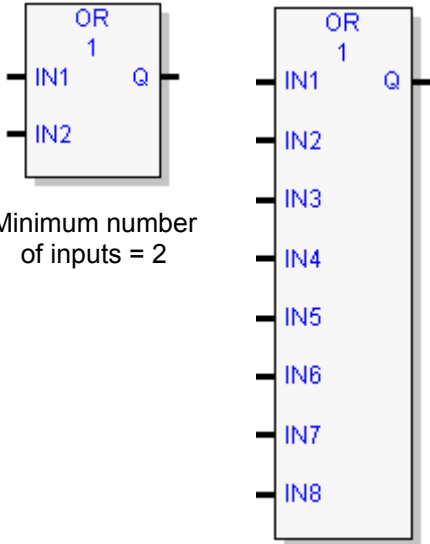 OR
1
IN1 Q
IN2
Minimum number
of inputs = 2
OR
1
IN1 Q
IN2
IN3
IN4
IN5
IN6
IN7
IN8